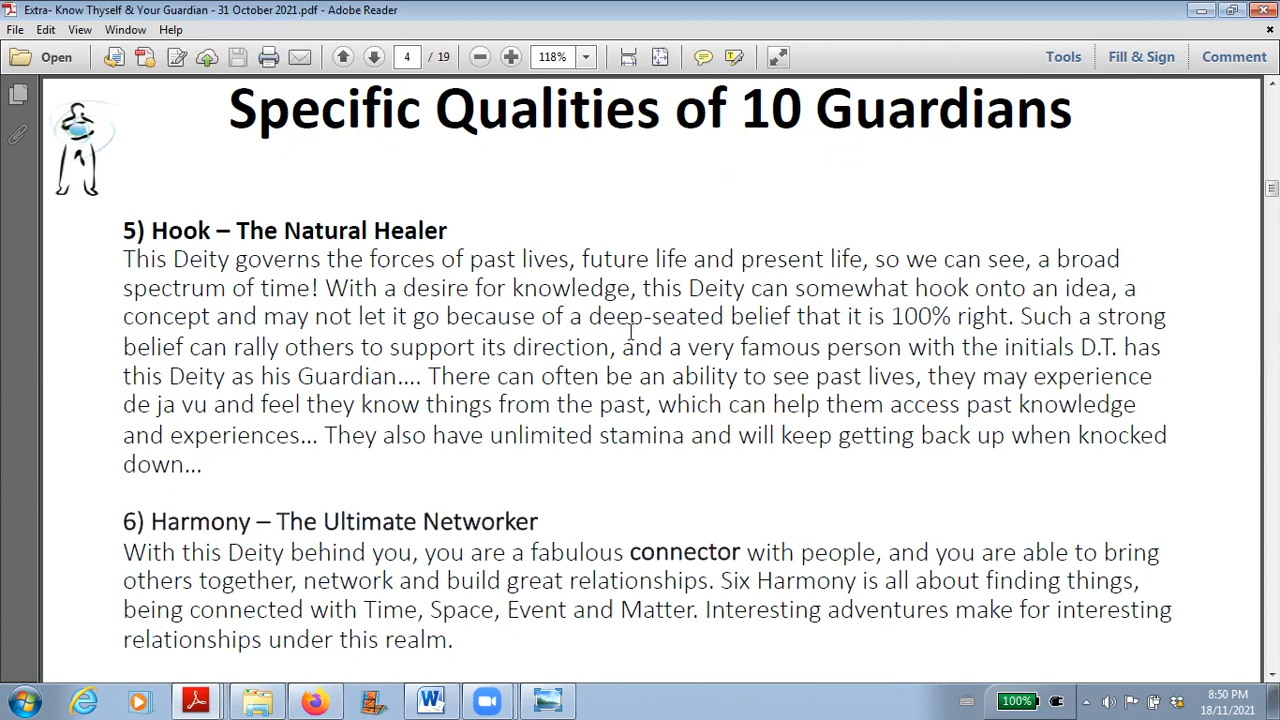 Extra- Know Thyself & Your Guardian - 31 October 2021.pdf - Adobe Reader
File Edit View Window Help
Open 4 / 19 118% Tools Fill & Sign Comment
Specific Qualities of 10 Guardians
5) Hook – The Natural Healer
This Deity governs the forces of past lives, future life and present life, so we can see, a broad
spectrum of time! With a desire for knowledge, this Deity can somewhat hook onto an idea, a
concept and may not let it go because of a deep-seated belief that it is 100% right. Such a strong
belief can rally others to support its direction, and a very famous person with the initials D.T. has
this Deity as his Guardian.... There can often be an ability to see past lives, they may experience
de ja vu and feel they know things from the past, which can help them access past knowledge
and experiences... They also have unlimited stamina and will keep getting back up when knocked
down...
6) Harmony – The Ultimate Networker
With this Deity behind you, you are a fabulous connector with people, and you are able to bring
others together, network and build great relationships. Six Harmony is all about finding things,
being connected with Time, Space, Event and Matter. Interesting adventures make for interesting
relationships under this realm.
100% 8:50 PM
18/11/2021